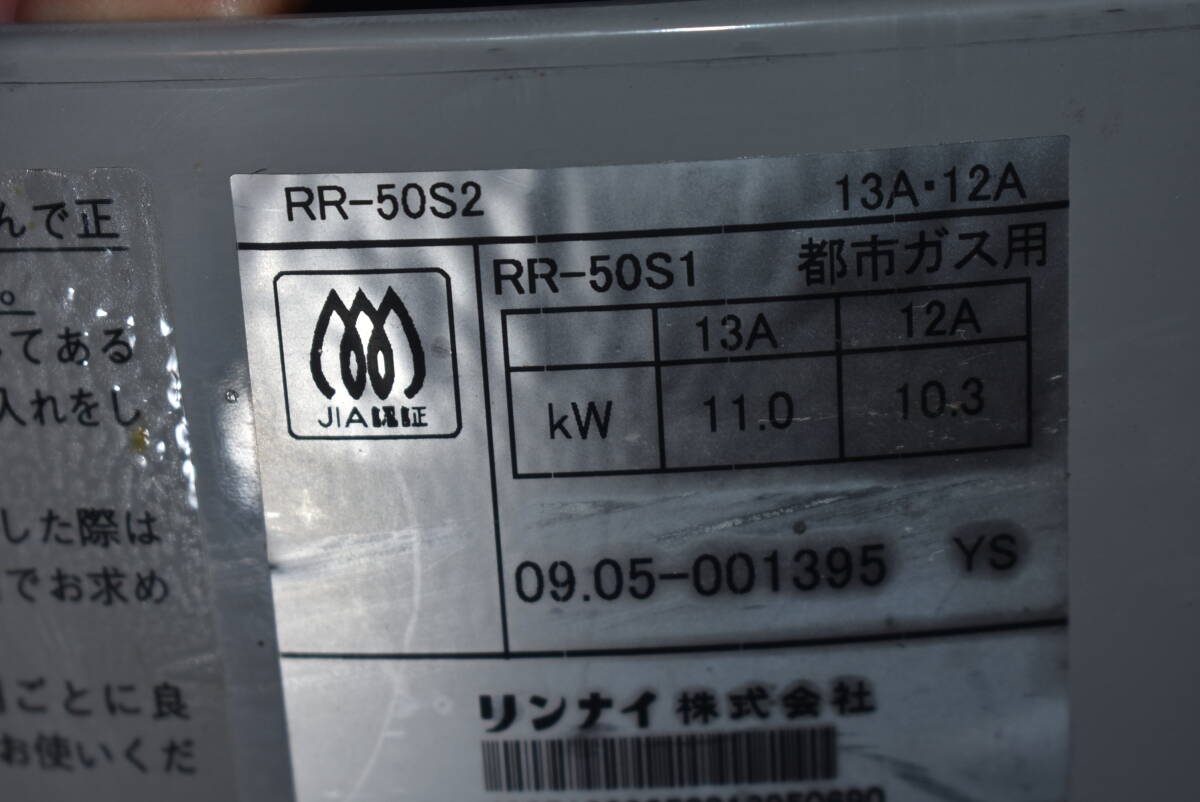 んで正
。
てある
入れをし
した際は
でお求め
ごとに良
お使いくだ
RR-50S2 13A・12A
JIA認証
RR-50S1 都市ガス用
13A 12A
kW 11.0 10.3
09.05-001395 YS
リンナイ株式会社